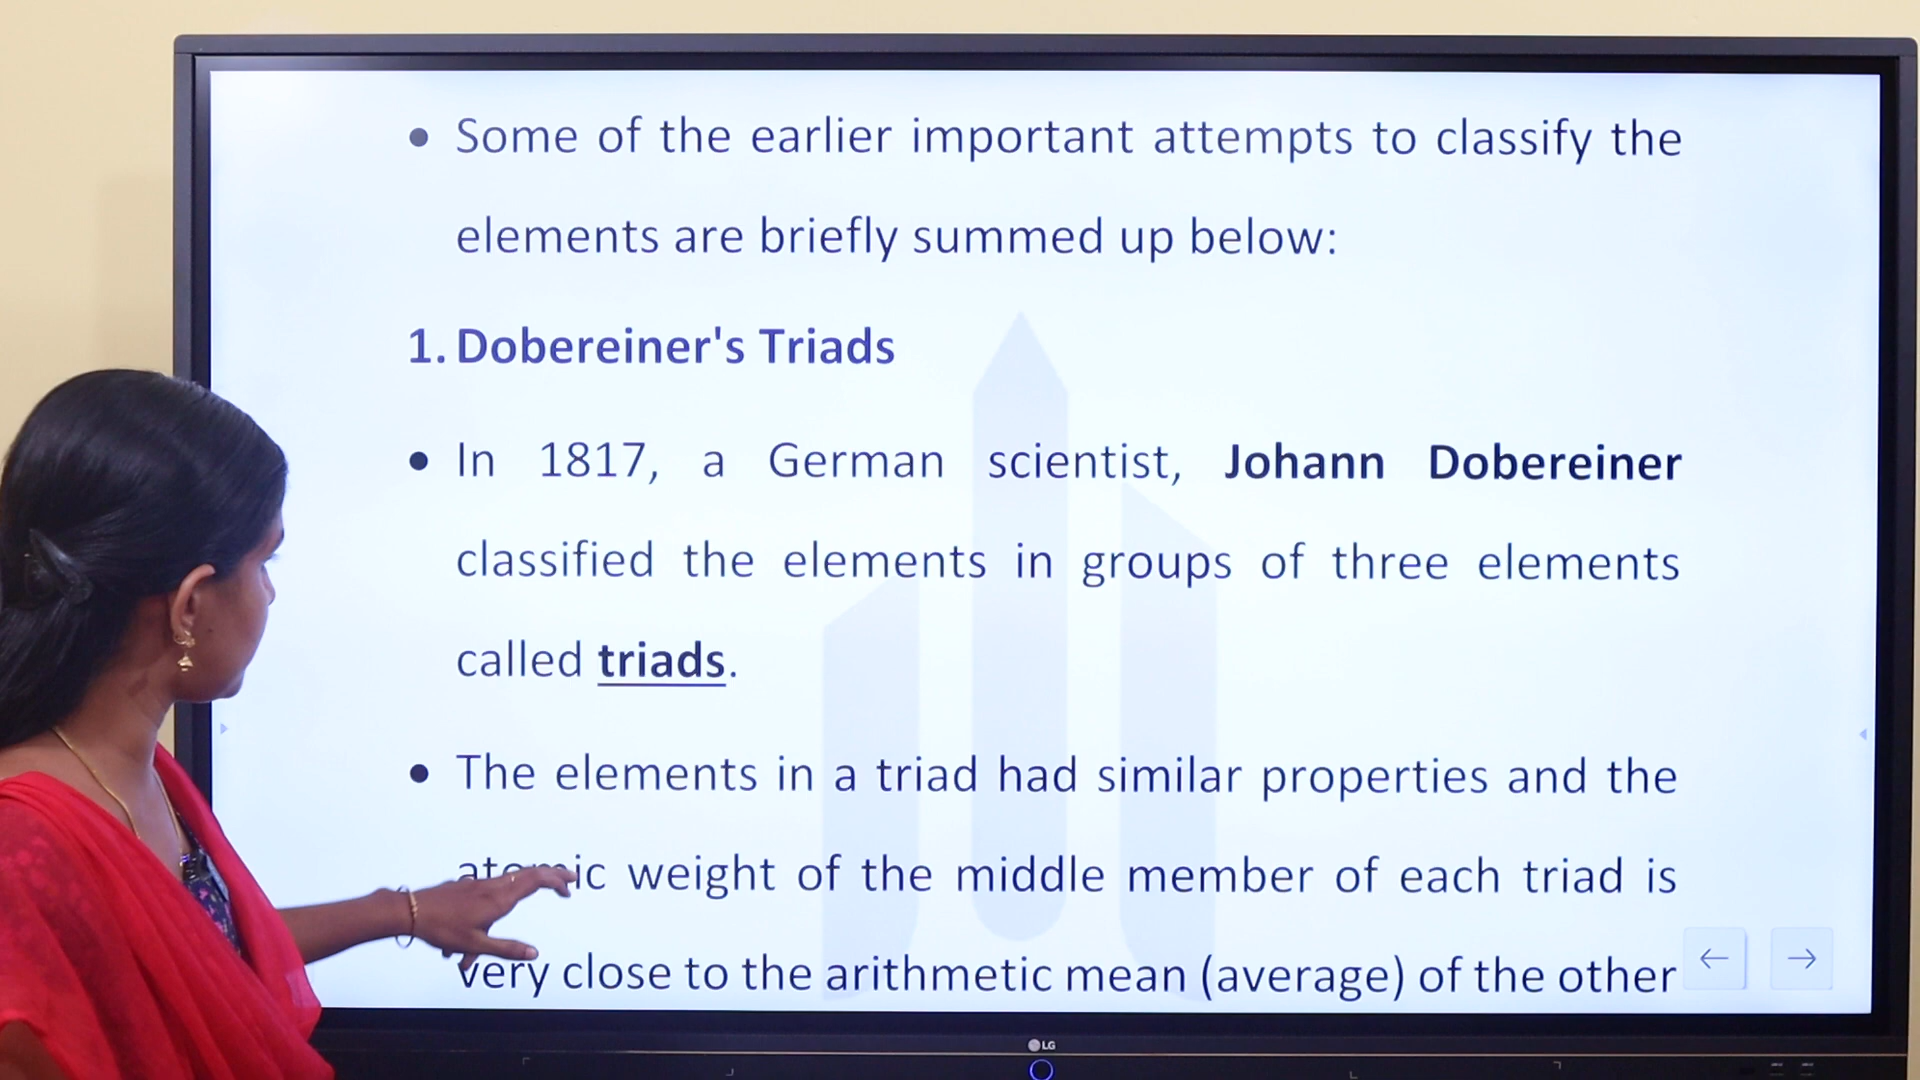 • Some of the earlier important attempts to classify the
elements are briefly summed up below:
1. Dobereiner's Triads
• In 1817, a German scientist, Johann Dobereiner
classified the elements in groups of three elements
called triads.
• The elements in a triad had similar properties and the
atomic weight of the middle member of each triad is
very close to the arithmetic mean (average) of the other
LG